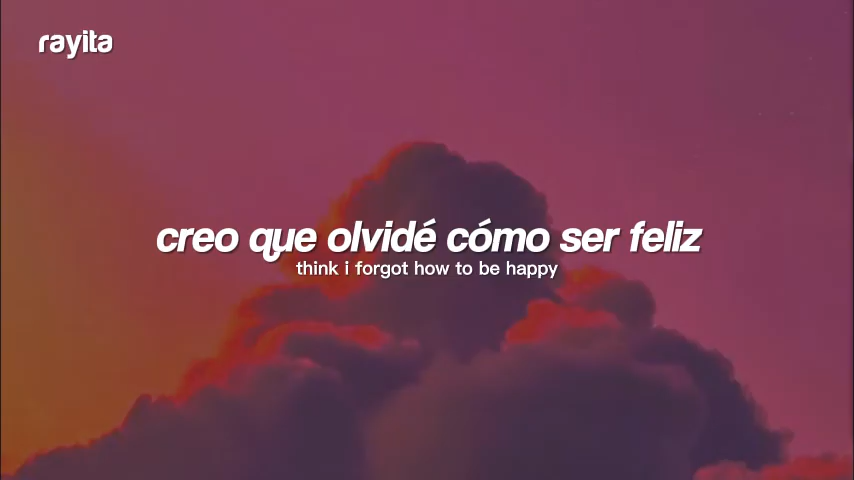 rayita
creo que olvidé cómo ser feliz
think i forgot how to be happy